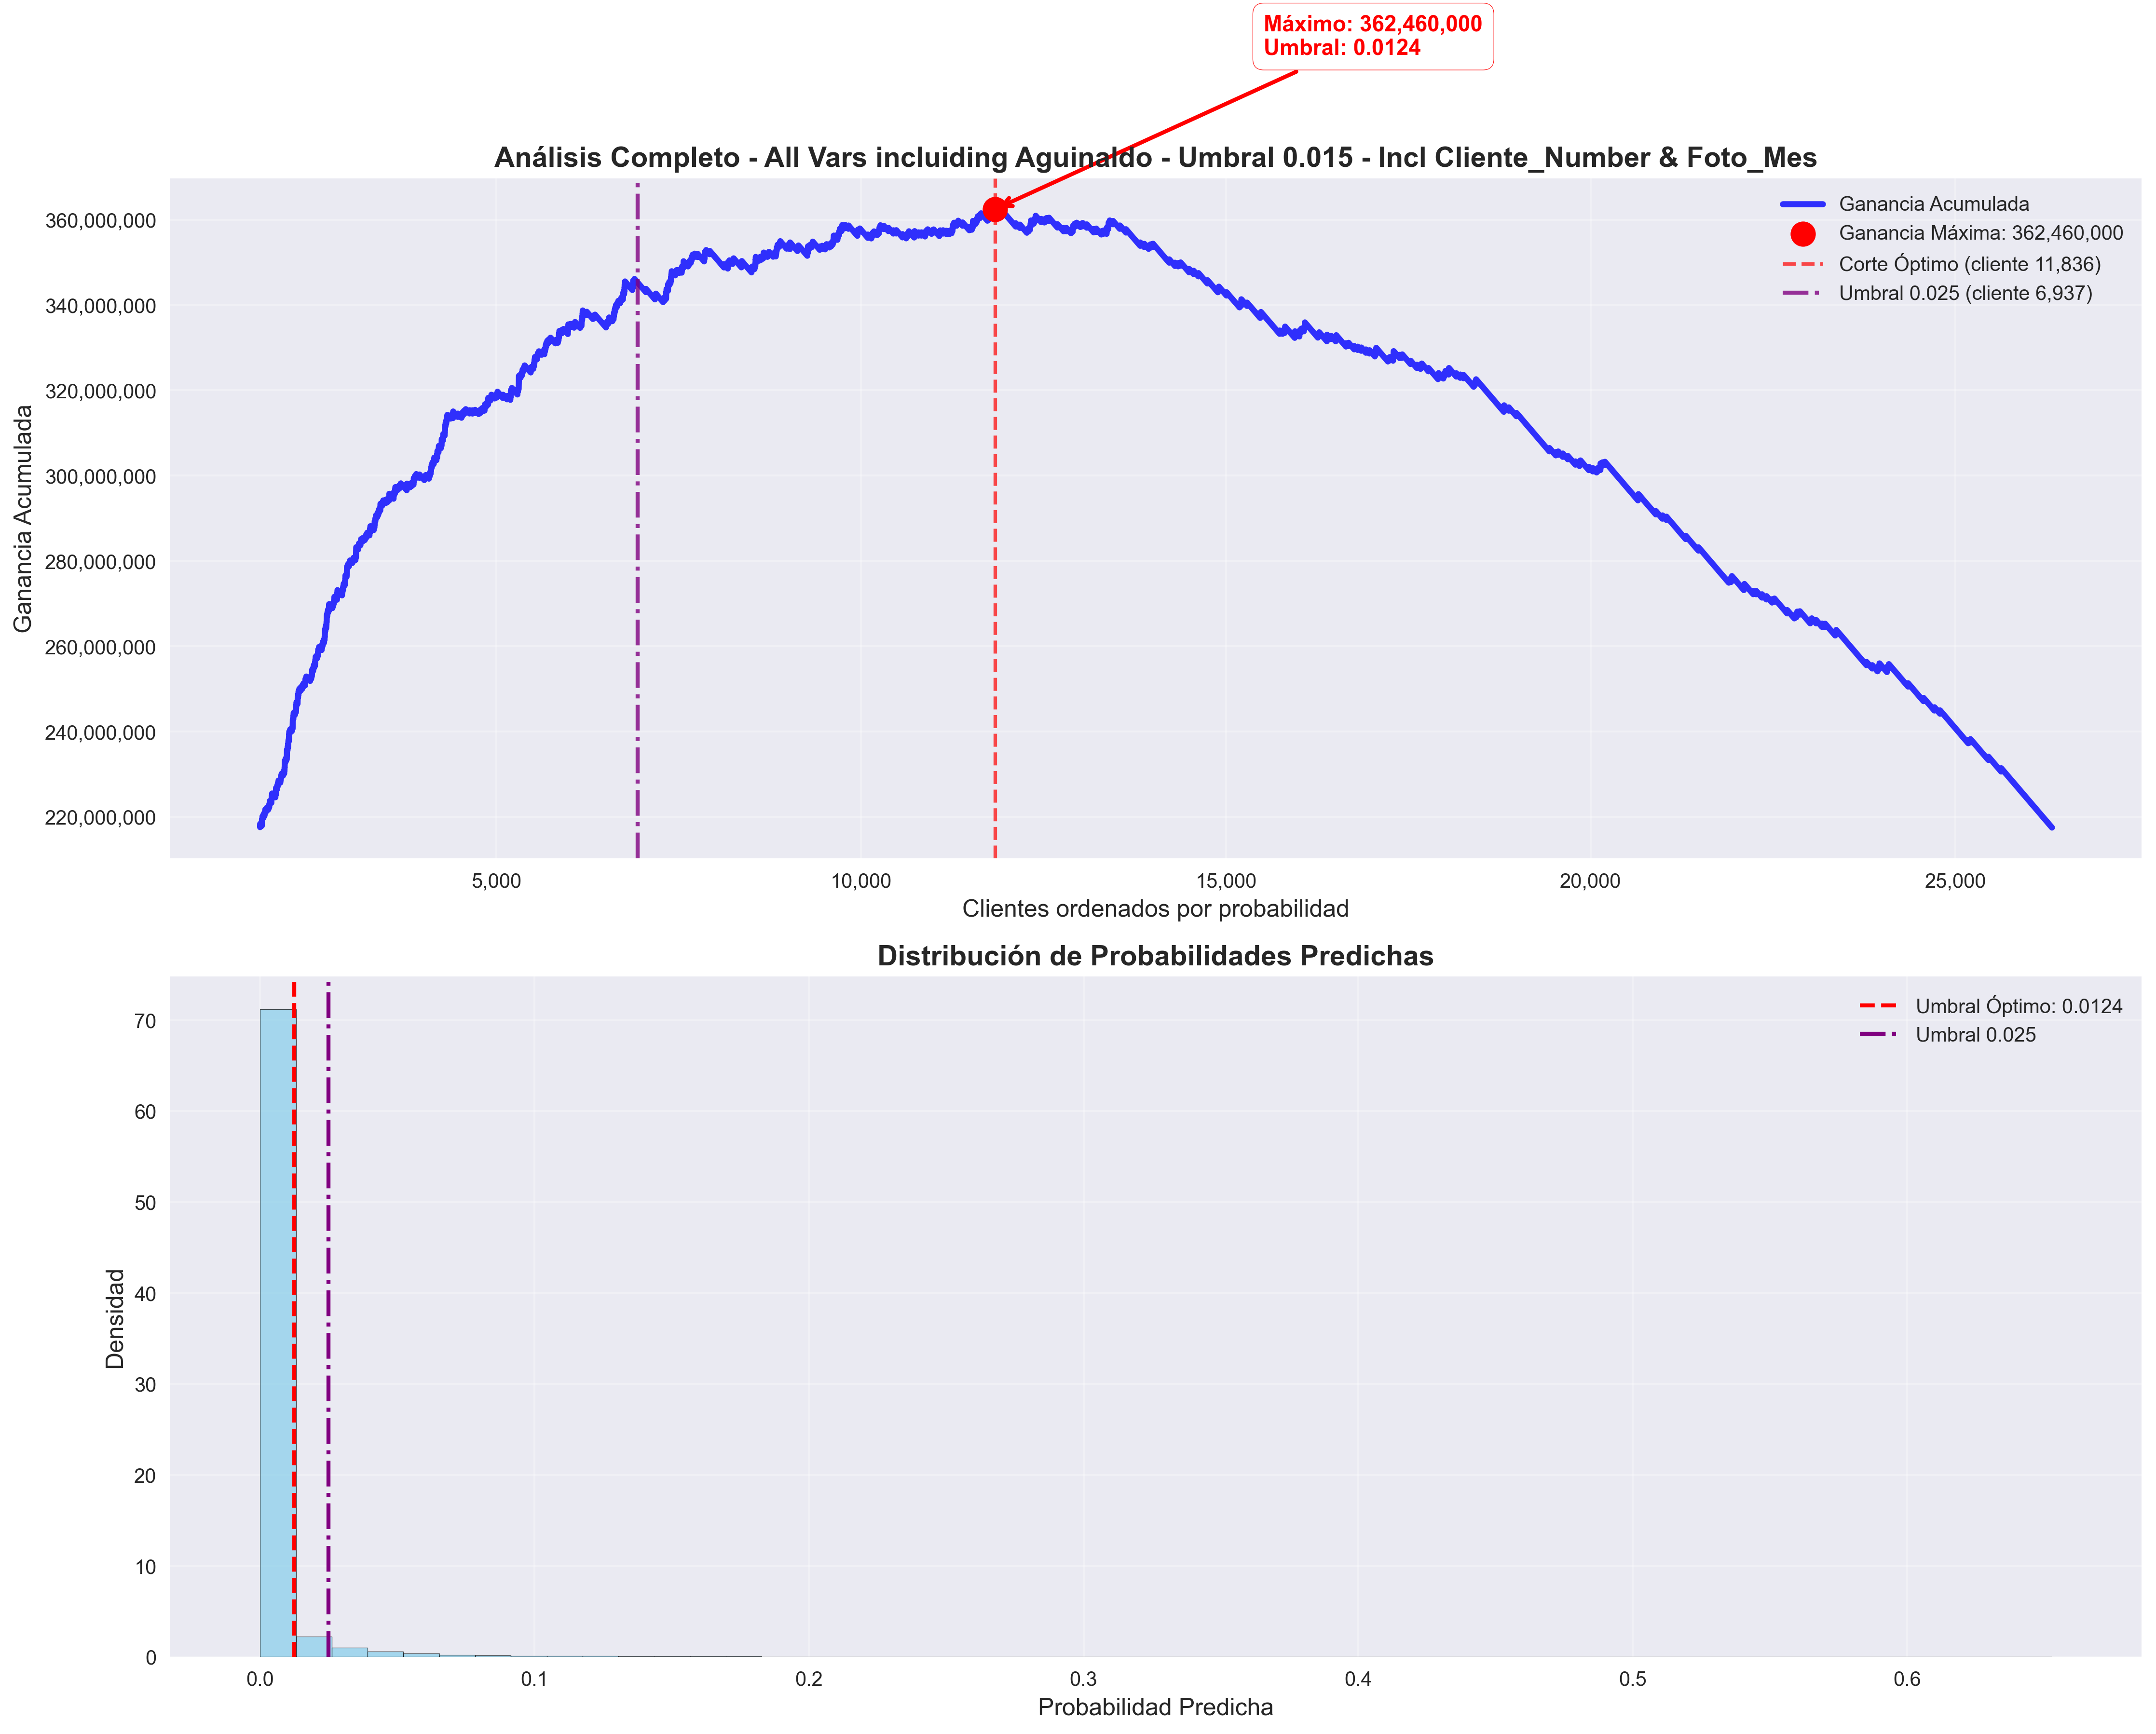 Máximo: 362,460,000
Umbral: 0.0124
Análisis Completo - All Vars incluiding Aguinaldo - Umbral 0.015 - Incl Cliente_Number & Foto_Mes
Ganancia Acumulada
Ganancia Máxima: 362,460,000
Corte Óptimo (cliente 11,836)
Umbral 0.025 (cliente 6,937)
360,000,000
340,000,000
320,000,000
300,000,000
280,000,000
260,000,000
240,000,000
220,000,000
Ganancia Acumulada
5,000
10,000
15,000
20,000
25,000
Clientes ordenados por probabilidad
Distribución de Probabilidades Predichas
Umbral Óptimo: 0.0124
Umbral 0.025
70
60
50
40
30
20
10
0
Densidad
0.0
0.1
0.2
0.3
0.4
0.5
0.6
Probabilidad Predicha